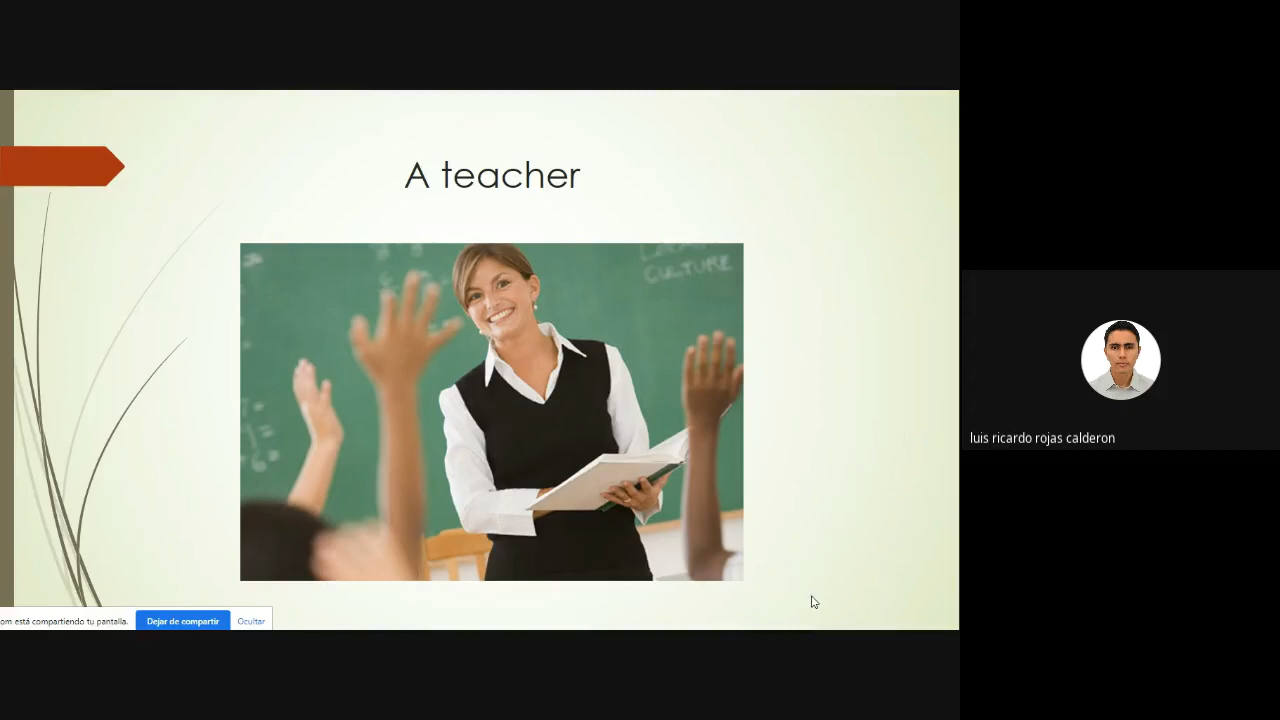 A teacher
CULTURE
luis ricardo rojas calderon
om está compartiendo tu pantalla.
Dejar de compartir
Ocultar